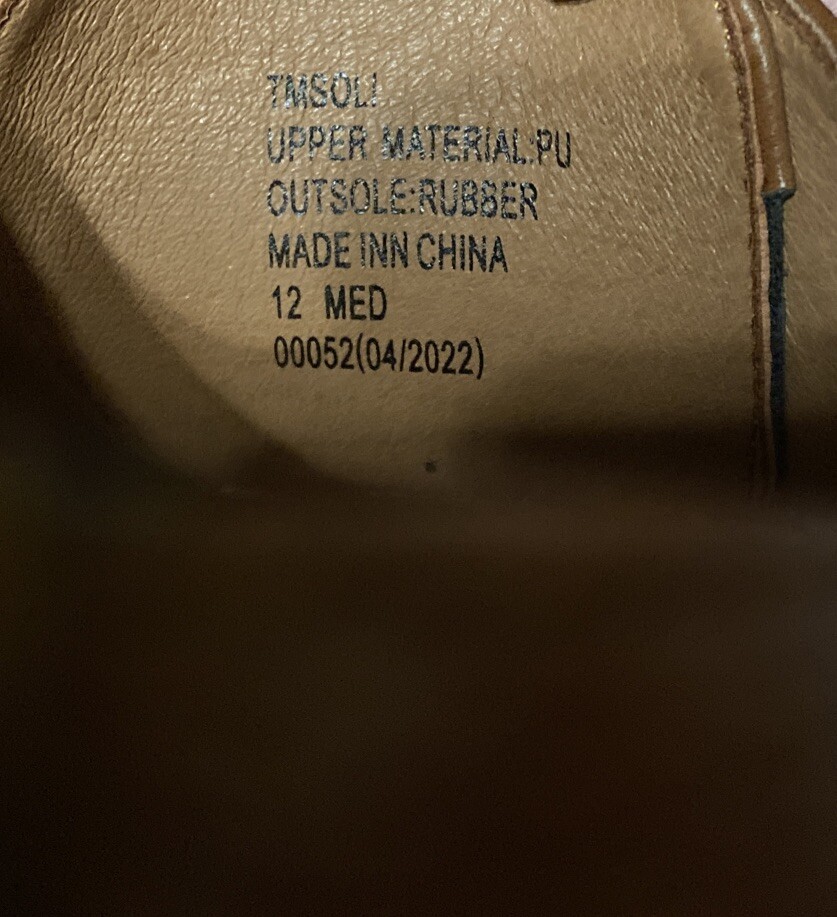 TMSOLI
UPPER MATERIAL:PU
OUTSOLE:RUBBER
MADE INN CHINA
12 MED
00052(04/2022)